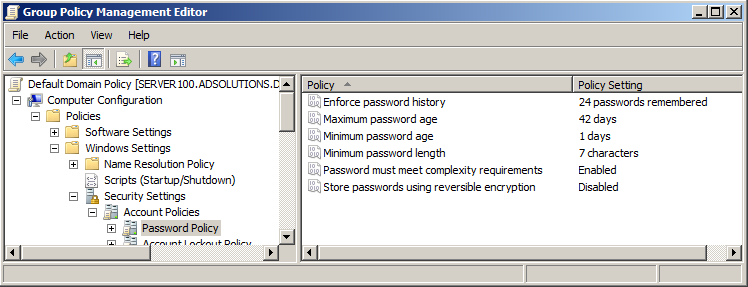 Group Policy Management Editor
File Action View Help
Default Domain Policy [SERVER100.ADSOLUTIONS.D
Computer Configuration
Policies
Software Settings
Windows Settings
Name Resolution Policy
Scripts (Startup/Shutdown)
Security Settings
Account Policies
Password Policy
Account Lockout Policy
Policy Policy Setting
Enforce password history 24 passwords remembered
Maximum password age 42 days
Minimum password age 1 days
Minimum password length 7 characters
Password must meet complexity requirements Enabled
Store passwords using reversible encryption Disabled